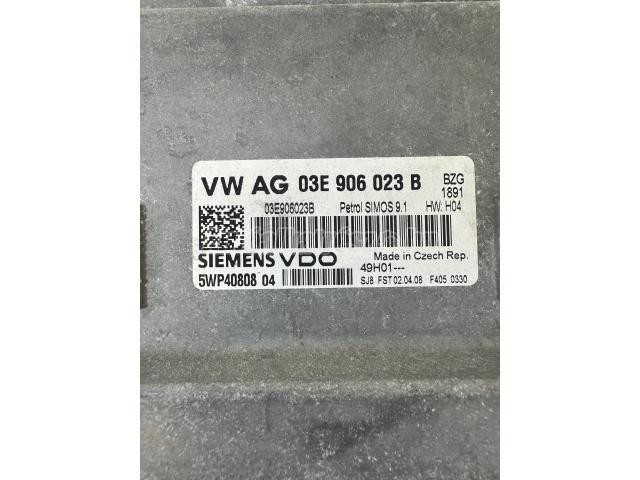 VW AG 03E 906 023 B BZG
1891
03E906023B Petrol SIMOS 9.1 HW: H04
SIEMENS VDO Made in Czech Rep.
49H01---
5WP40808 04 SJ8 FST 02.04.08 F405 0330